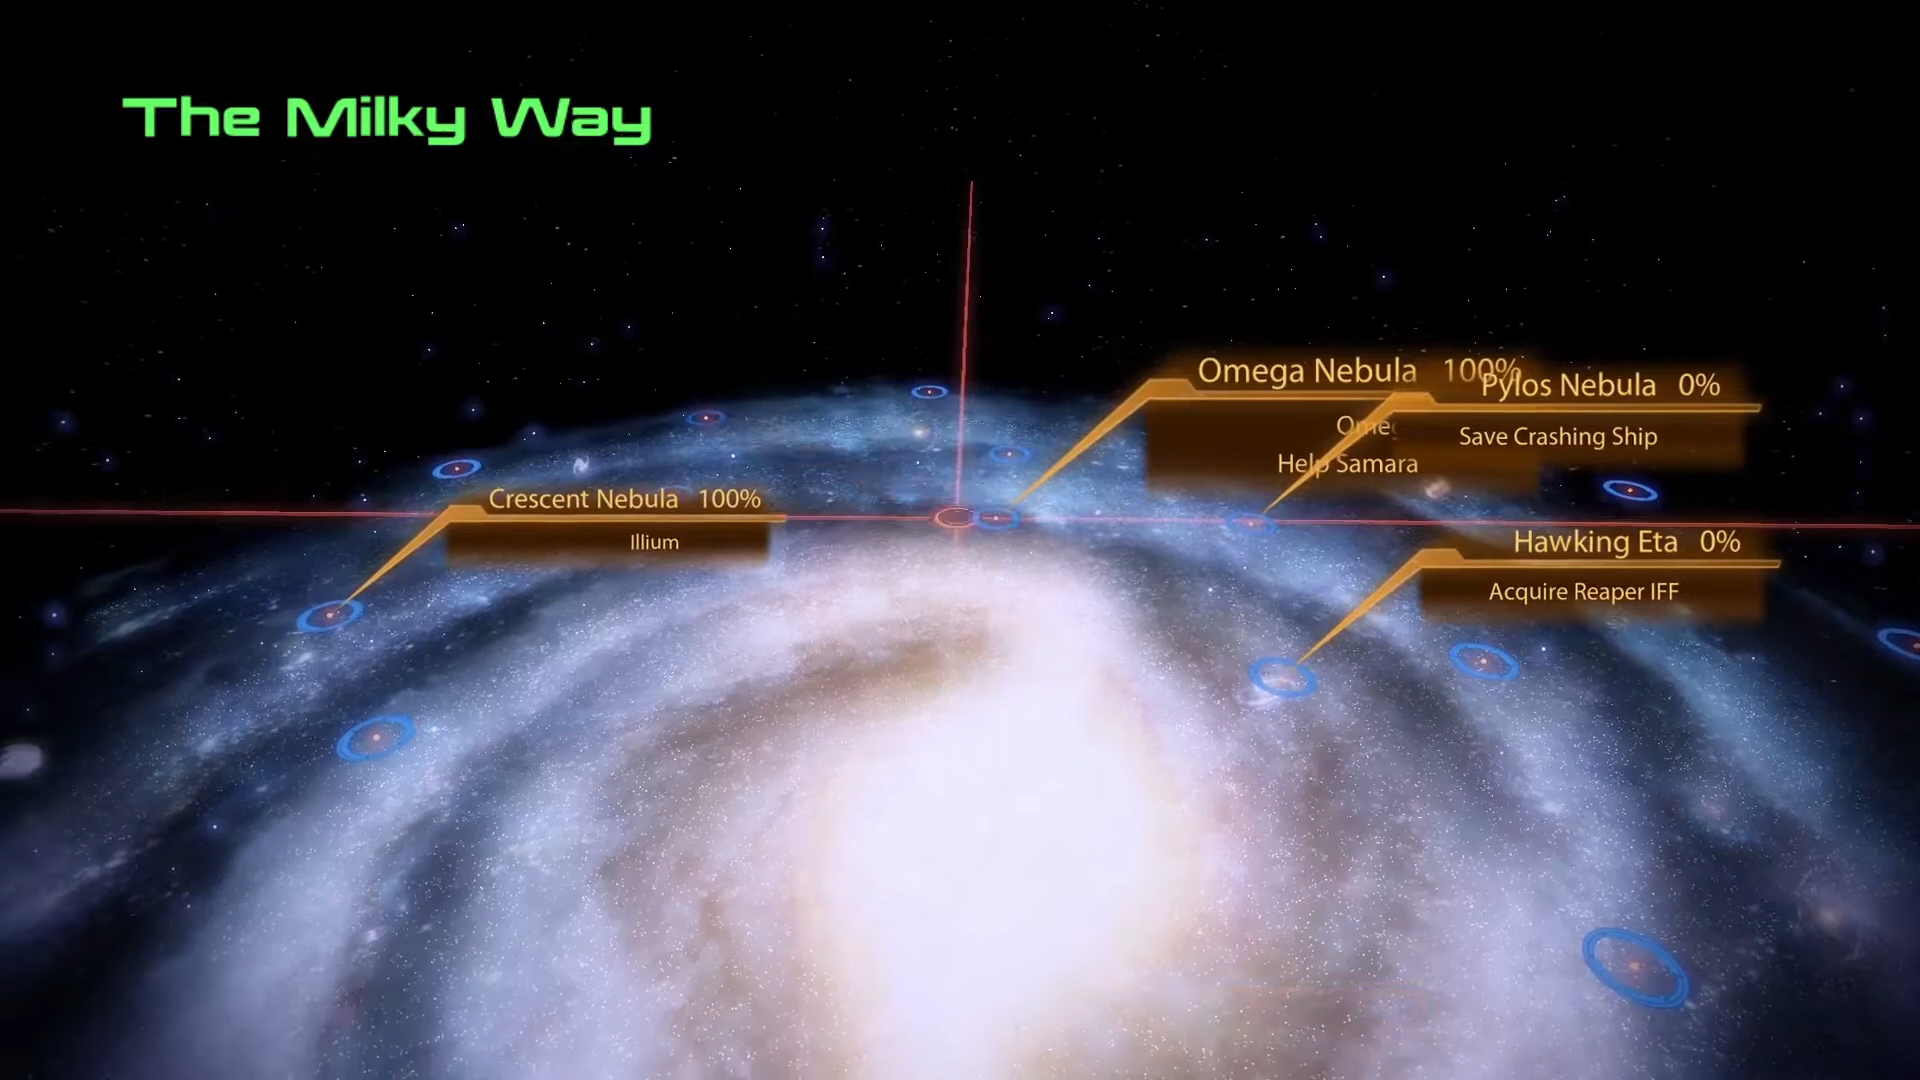 The Milky Way
Omega Nebula 100%
Help Samara
Pylos Nebula 0%
Save Crashing Ship
Crescent Nebula 100%
Illium
Hawking Eta 0%
Acquire Reaper IFF